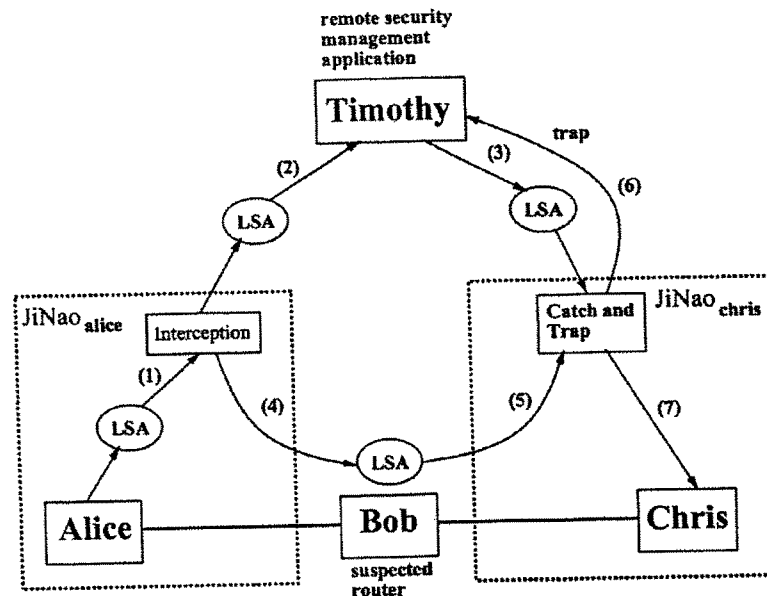 remote security
management
application
Timothy
trap
(2)
(3)
(6)
LSA
LSA
JiNao alice
JiNao chris
Interception
Catch and
Trap
(1)
(4)
(5)
(7)
LSA
LSA
Alice
Bob
Chris
suspected
router